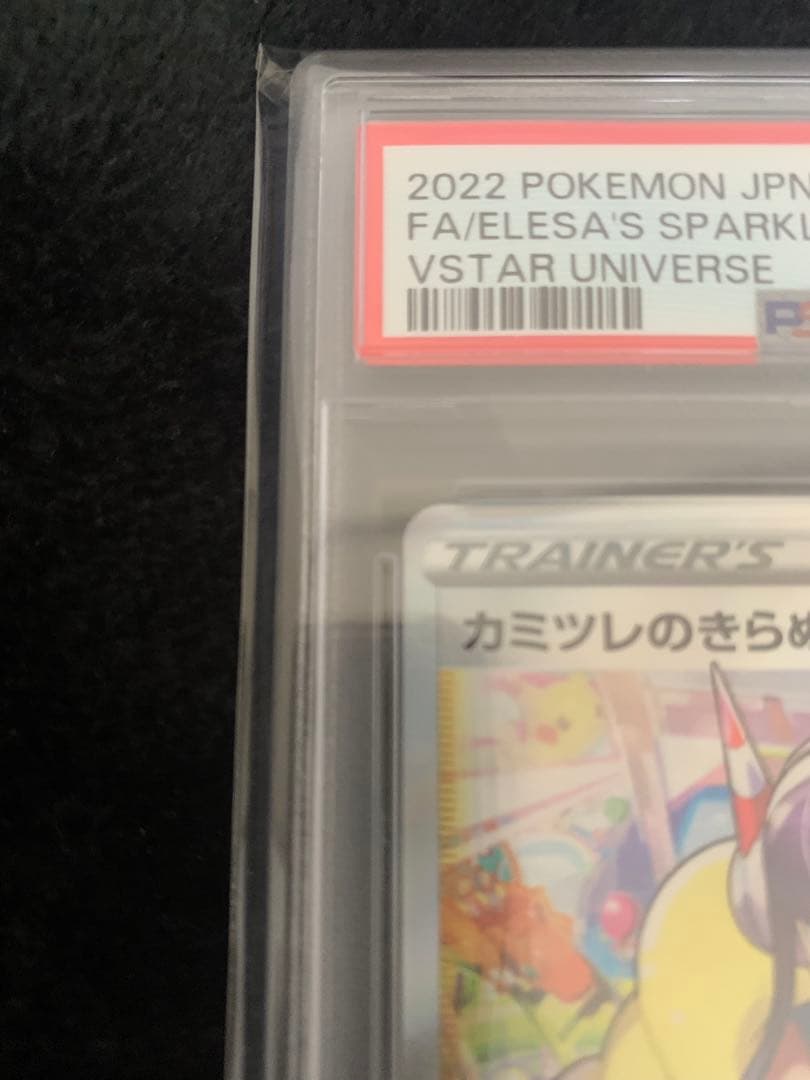 2022 POKEMON JPN
FA/ELESA'S SPARKL
VSTAR UNIVERSE
TRAINER'S
カミツレのきらめ